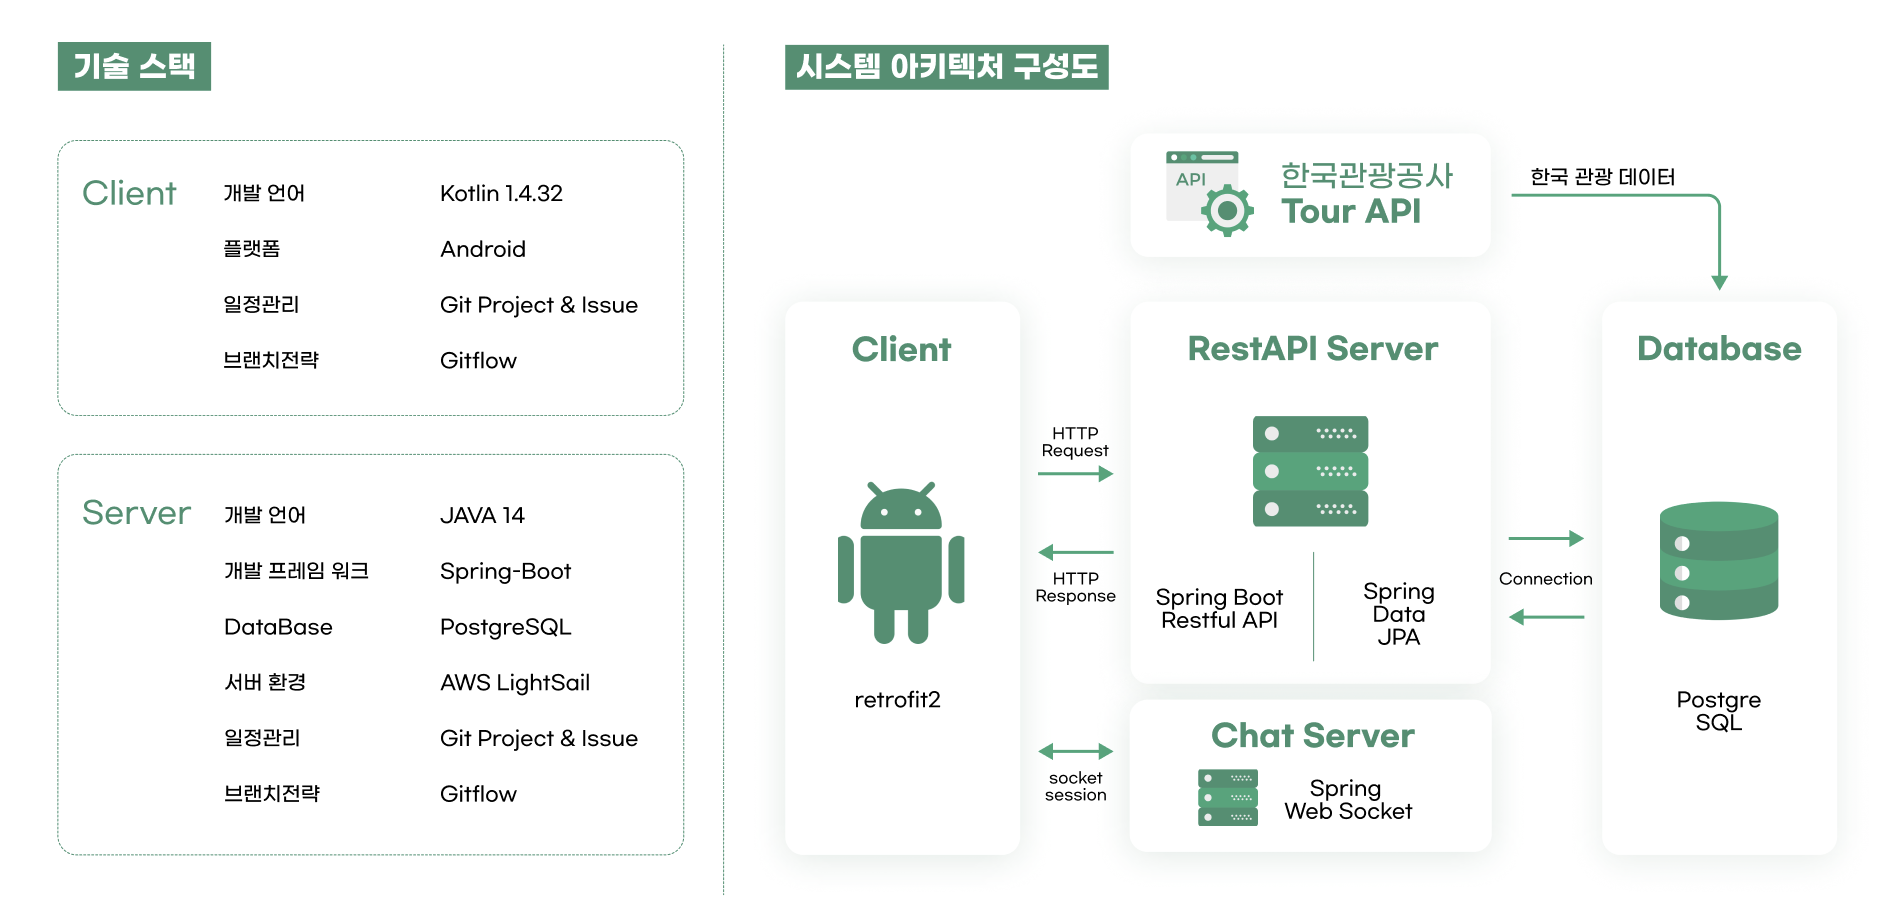 기술 스택
Client
개발 언어 Kotlin 1.4.32
플랫폼 Android
일정관리 Git Project & Issue
브랜치전략 Gitflow
Server
개발 언어 JAVA 14
개발 프레임 워크 Spring-Boot
DataBase PostgreSQL
서버 환경 AWS LightSail
일정관리 Git Project & Issue
브랜치전략 Gitflow
시스템 아키텍처 구성도
API
한국관광공사
Tour API
한국 관광 데이터
Client
retrofit2
HTTP
Request
HTTP
Response
socket
session
RestAPI Server
Spring Boot
Restful API
Spring
Data
JPA
Chat Server
Spring
Web Socket
Connection
Database
Postgre
SQL